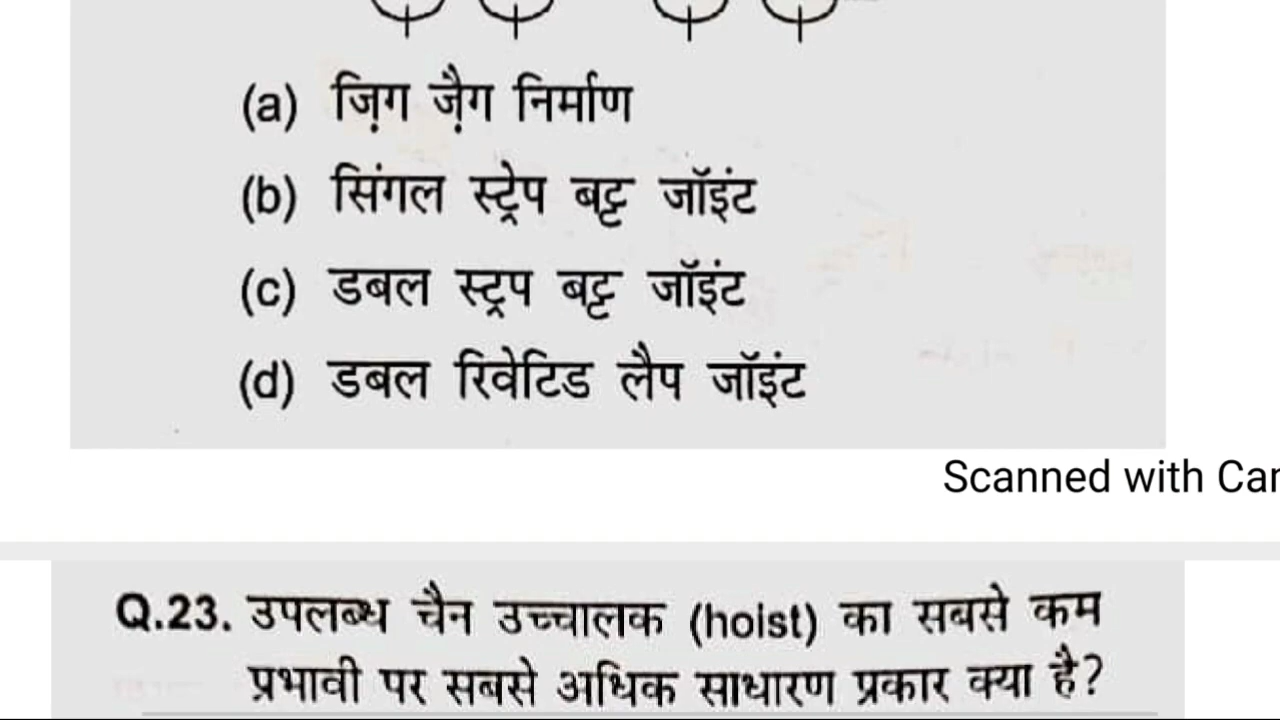 (a) ज़िग ज़ैग निर्माण
(b) सिंगल स्ट्रेप बट्ट जॉइंट
(c) डबल स्ट्रप बट्ट जॉइंट
(d) डबल रिवेटिड लैप जॉइंट
Scanned with Car
Q.23. उपलब्ध चैन उच्चालक (hoist) का सबसे कम
प्रभावी पर सबसे अधिक साधारण प्रकार क्या है?